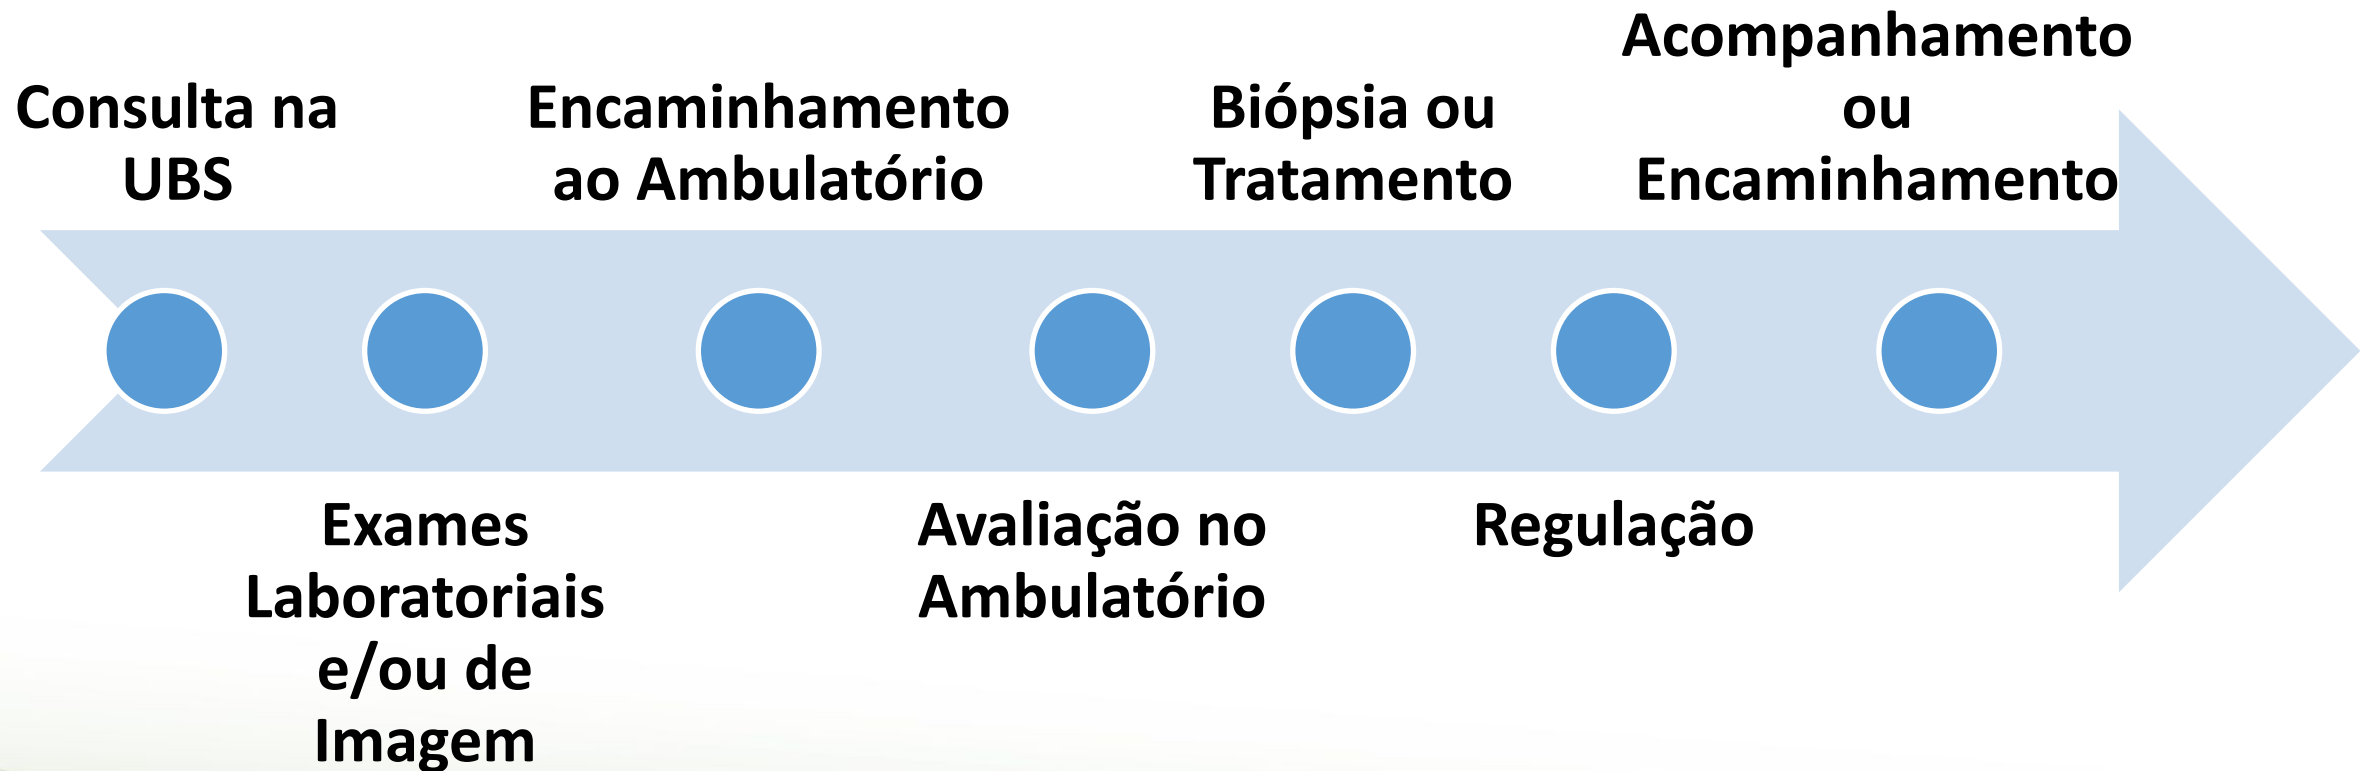 Consulta na
UBS
Exames
Laboratoriais
e/ou de
Imagem
Encaminhamento
ao Ambulatório
Avaliação no
Ambulatório
Biópsia ou
Tratamento
Regulação
Acompanhamento
ou
Encaminhamento